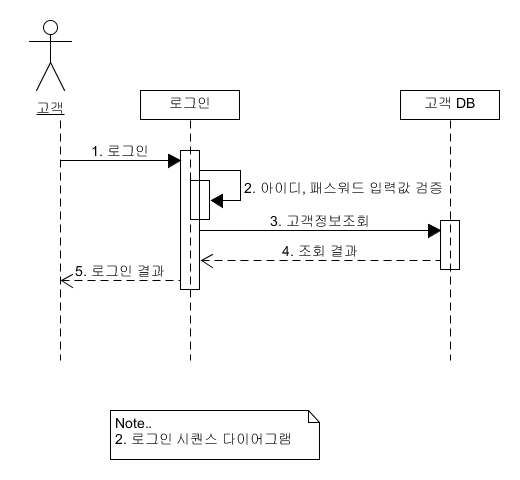 고객
로그인
고객 DB
1. 로그인
2. 아이디, 패스워드 입력값 검증
3. 고객정보조회
4. 조회 결과
5. 로그인 결과
Note..
2. 로그인 시퀀스 다이어그램